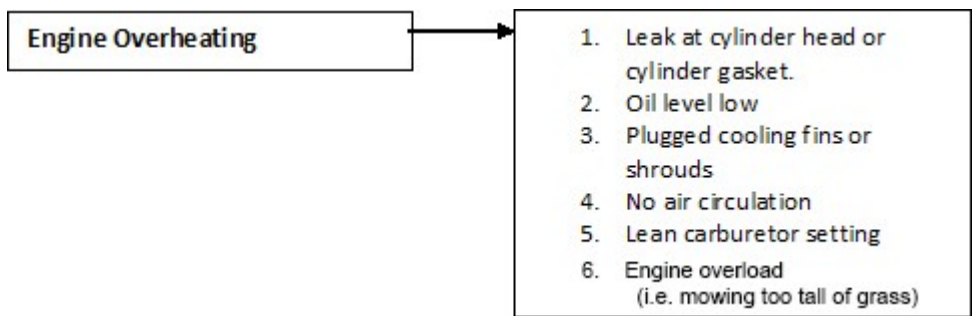 Engine Overheating
1. Leak at cylinder head or
cylinder gasket.
2. Oil level low
3. Plugged cooling fins or
shrouds
4. No air circulation
5. Lean carburetor setting
6. Engine overload
(i.e. mowing too tall of grass)